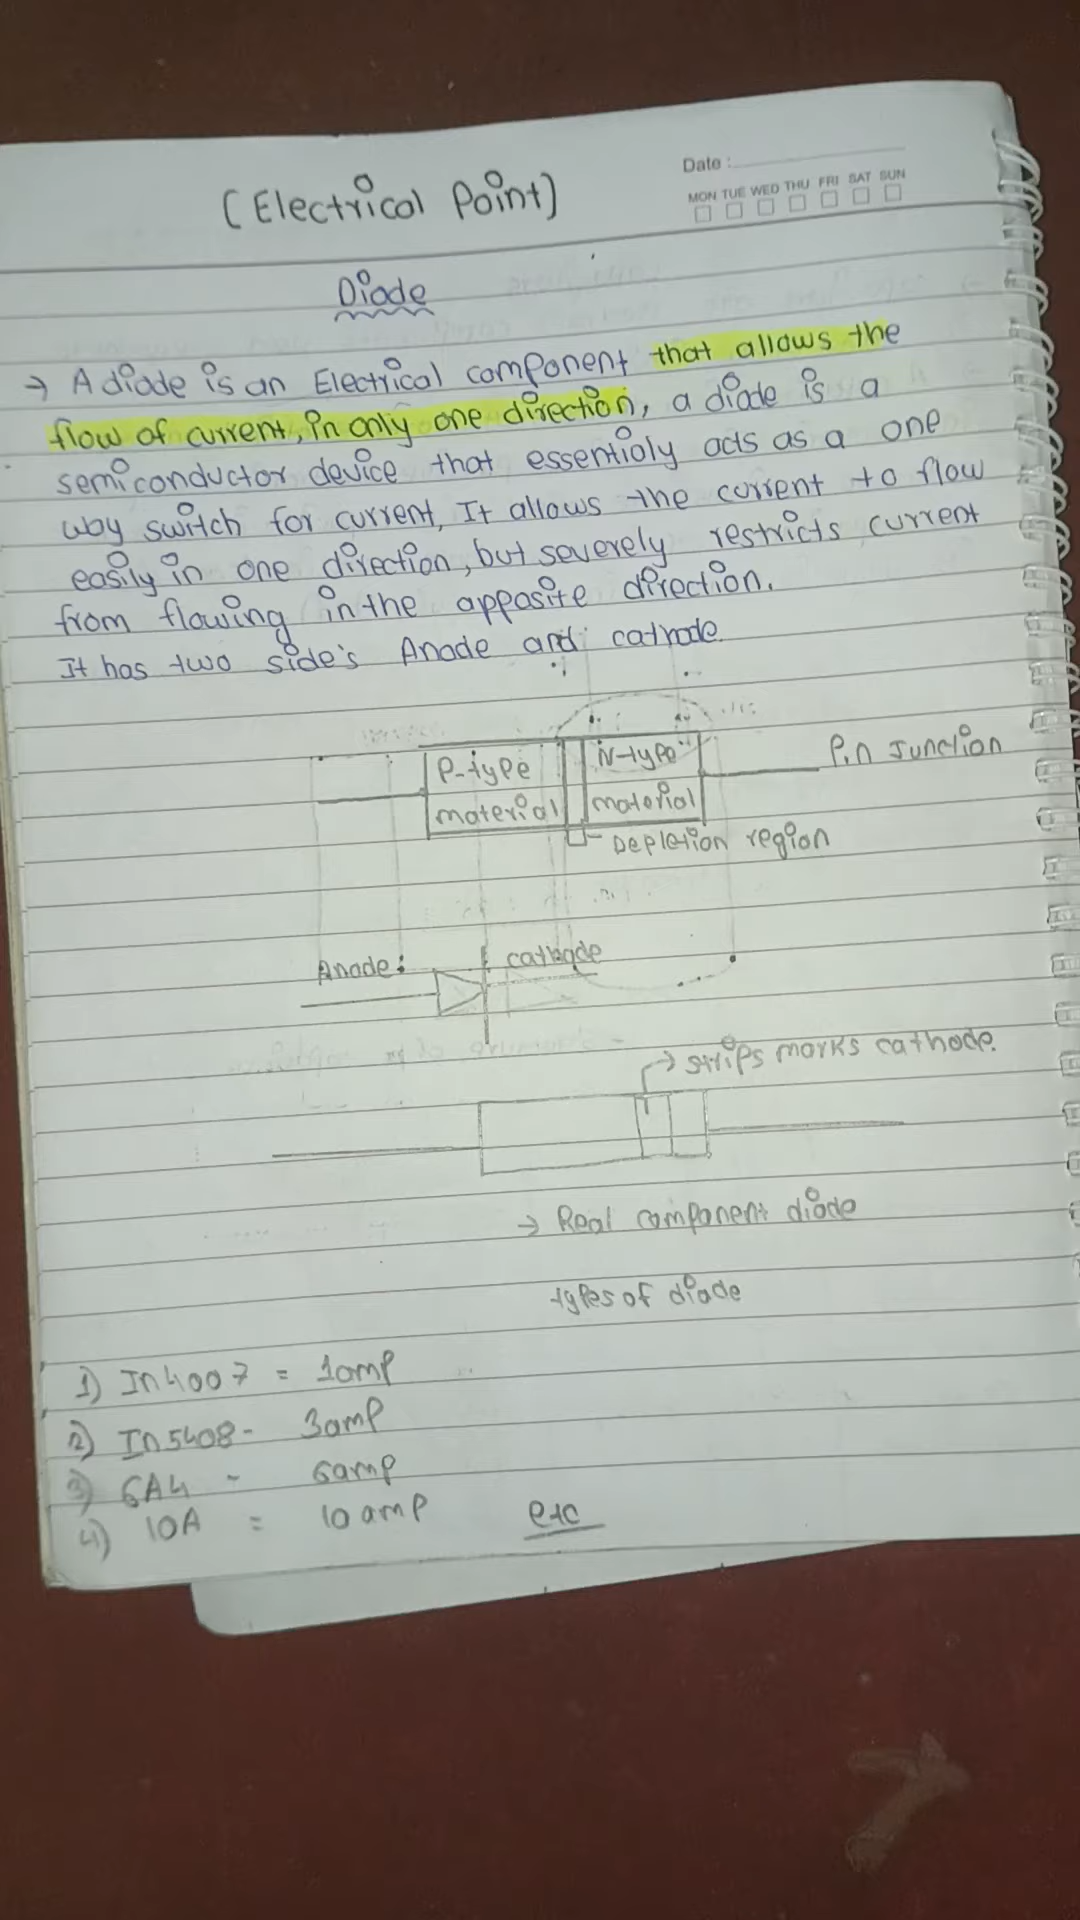 Date :
MON TUE WED THU FRI SAT SUN
(Electrical Point)
Diode
→ A diode is an Electrical component that allows the
flow of current, in only one direction, a diode is a
semiconductor device that essentioly acts as a one
way switch for current, It allows the current to flow
easily in one direction, but severely restricts current
from flowing in the apposite direction.
It has two side's Anode and cathode.
P-type
material
N-type
material
P.n Junction
Depletion region
Anode
cathode
→ strips marks cathode.
→ Real component diode
types of diode
1) In4007 = 1amp
2) In5408 - 3amp
3) 6A4 - 6amp
4) 10A = 10 amp etc